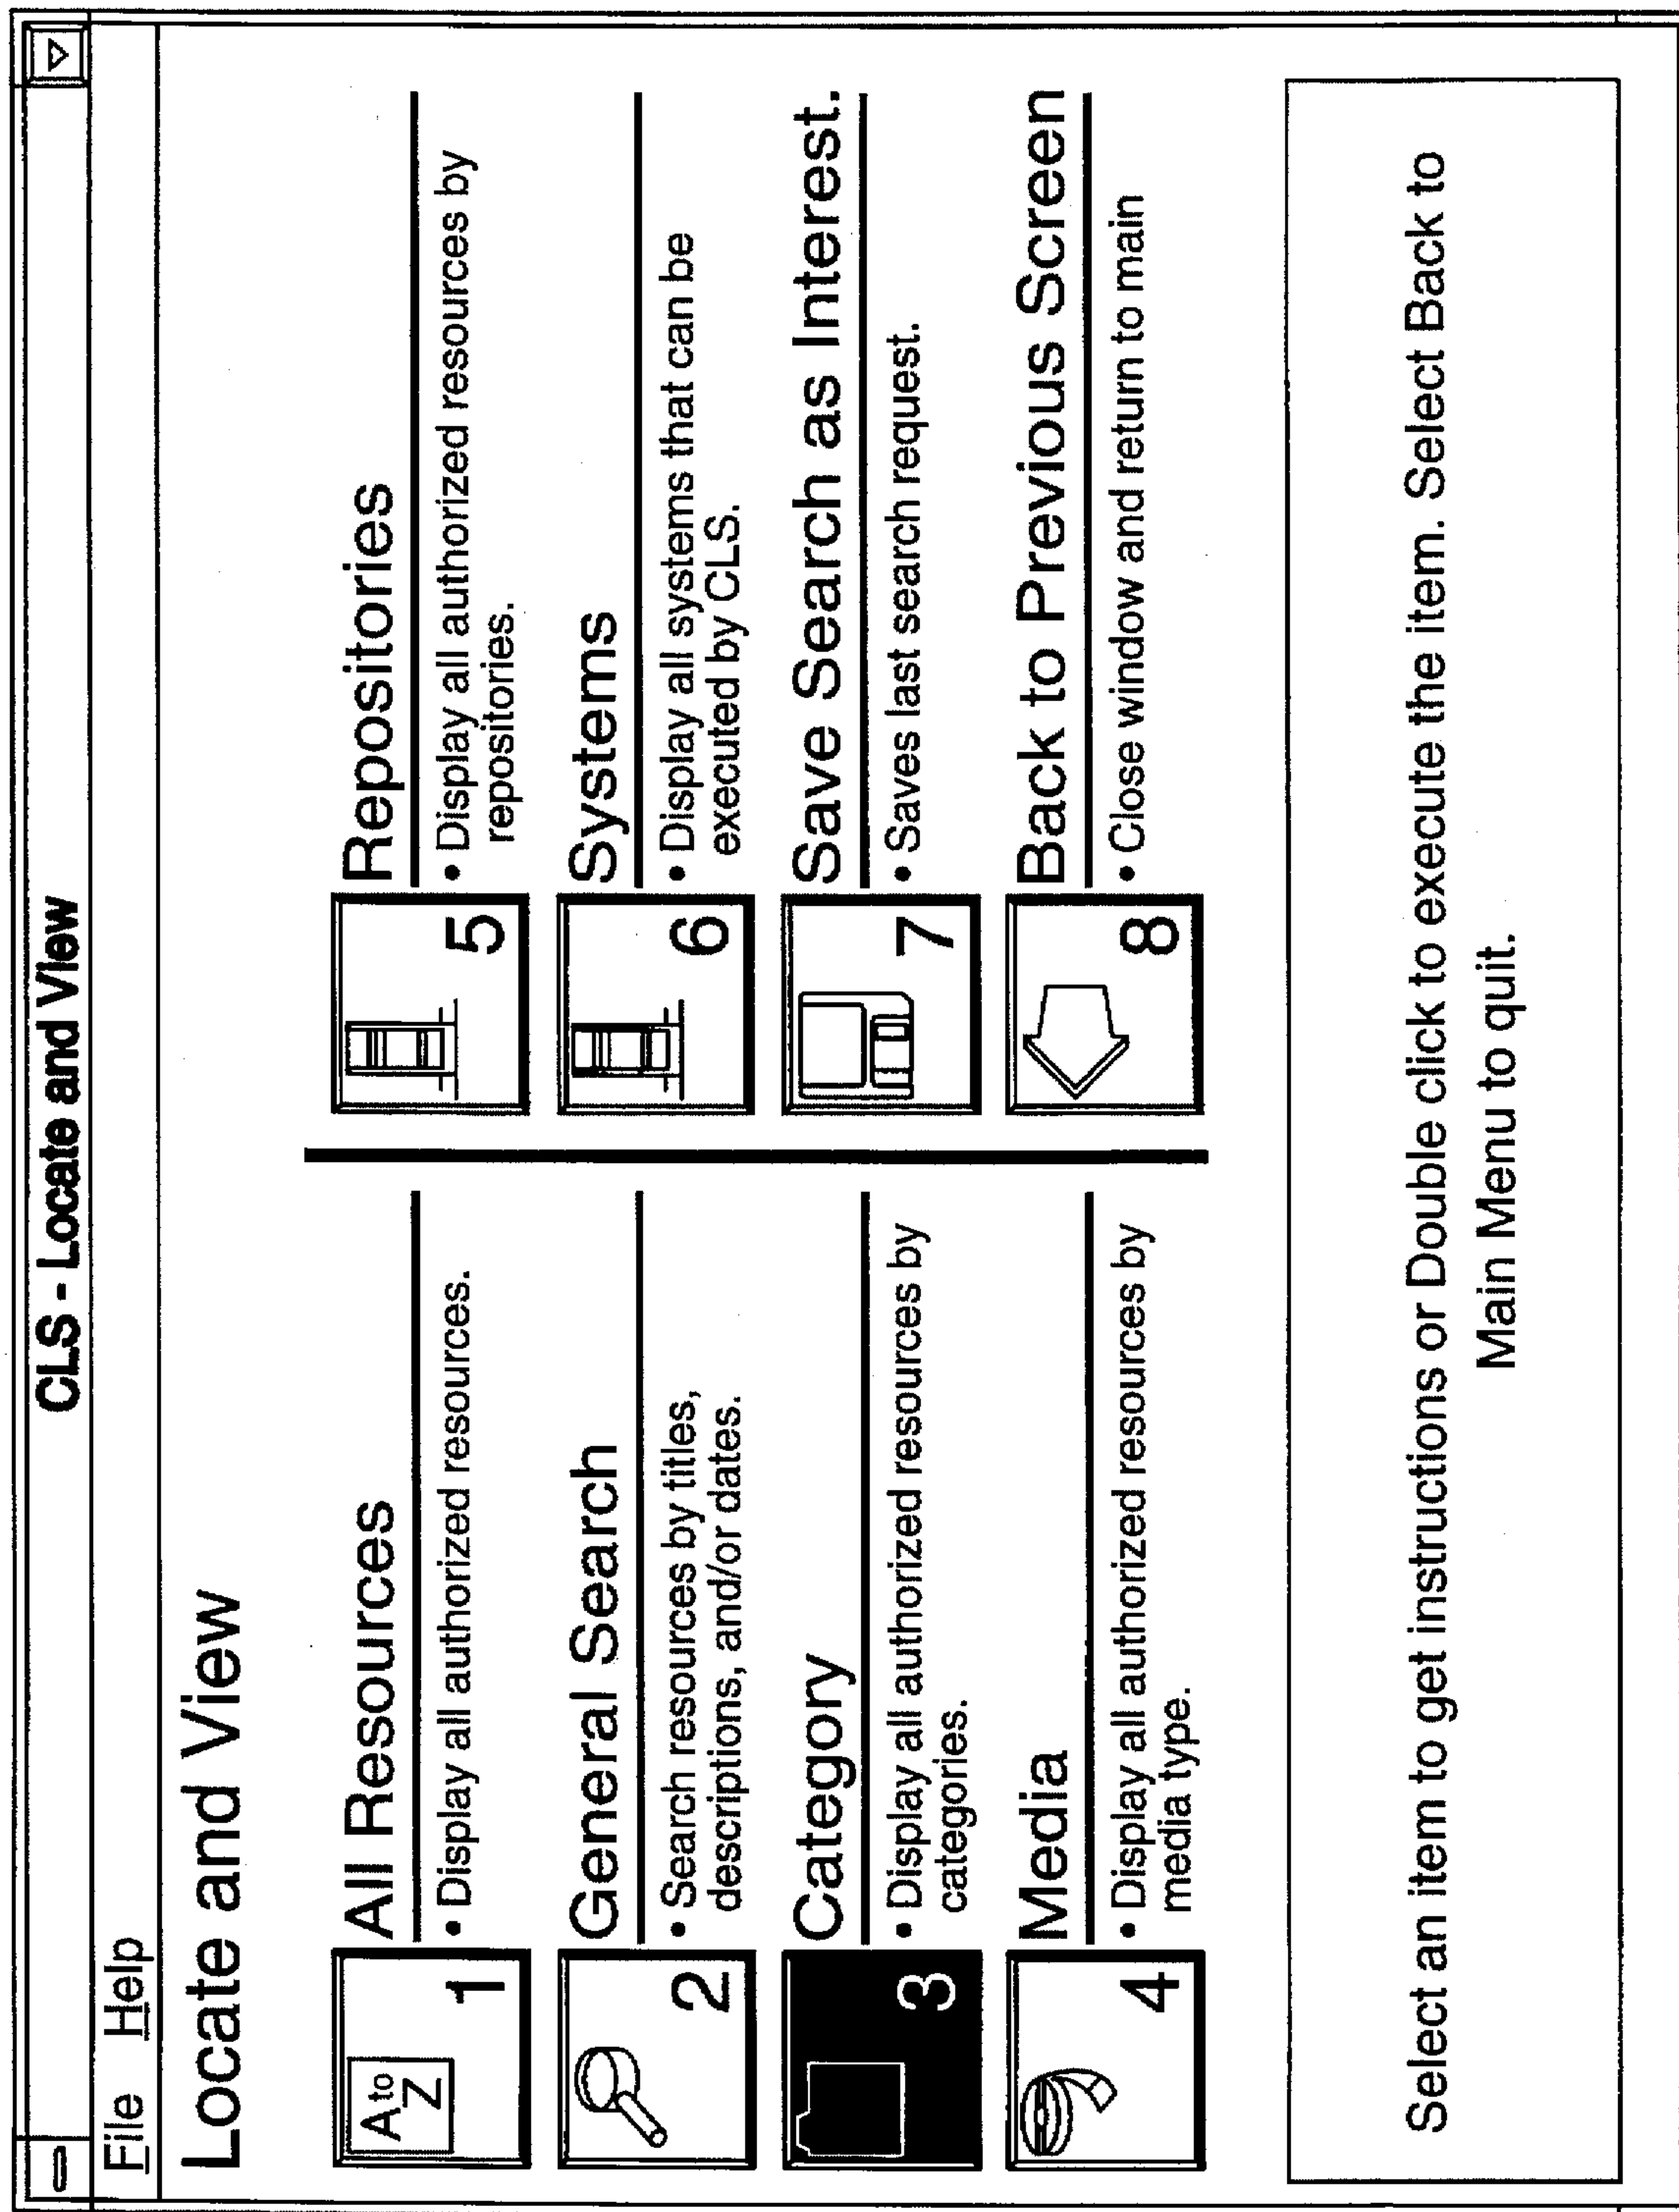 CLS - Locate and View
File Help
Locate and View
A to
Z
1
All Resources
• Display all authorized resources.
2
General Search
• Search resources by titles,
descriptions, and/or dates.
3
Category
• Display all authorized resources by
categories.
4
Media
• Display all authorized resources by
media type.
5
Repositories
• Display all authorized resources by
repositories.
6
Systems
• Display all systems that can be
executed by CLS.
7
Save Search as Interest.
• Saves last search request.
8
Back to Previous Screen
• Close window and return to main
Select an item to get instructions or Double click to execute the item. Select Back to
Main Menu to quit.